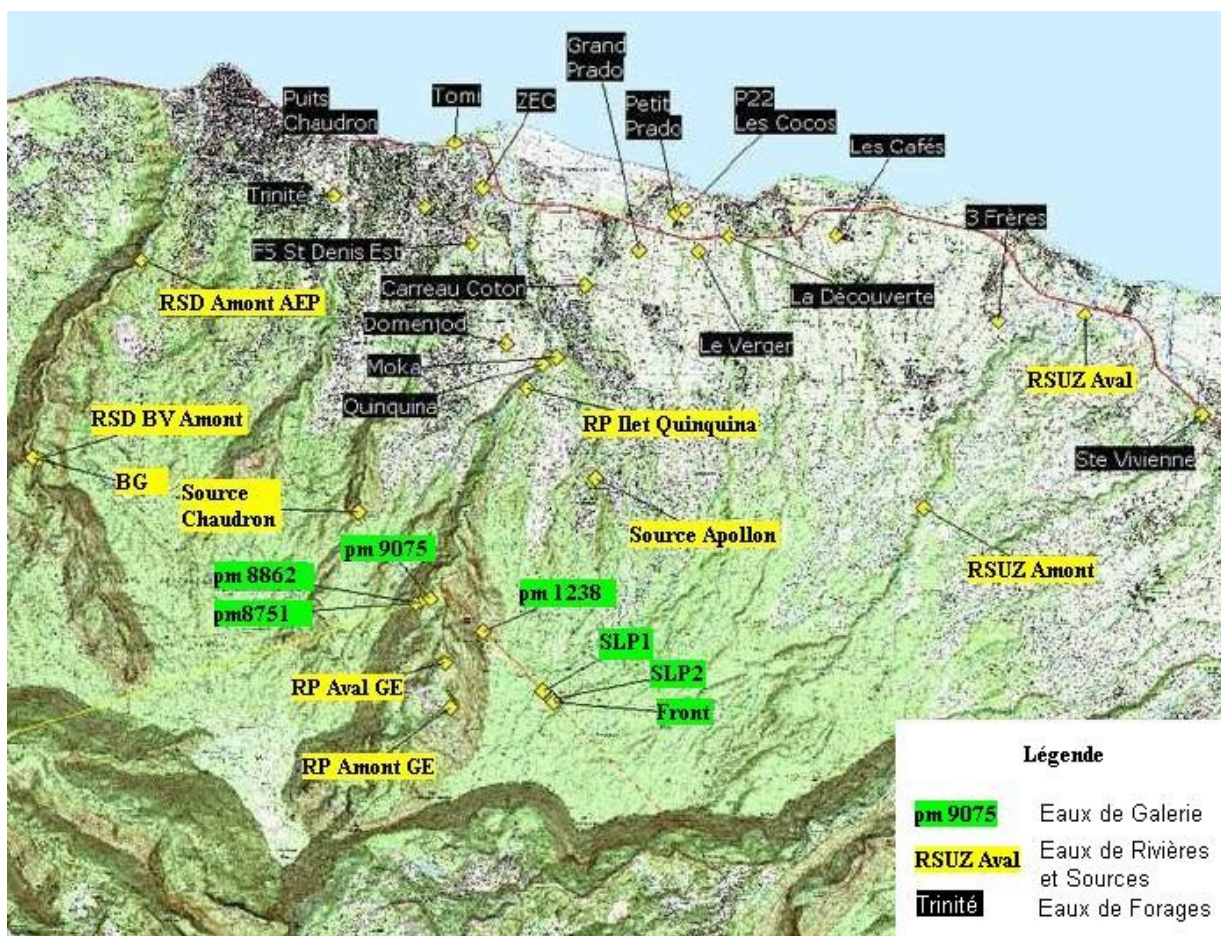 Grand
Prado
Puits
Chaudron
Tomi
ZEC
Petit
Prado
P22
Les Cocos
Les Cafés
Trinité
3 Frères
F5 St Denis Est
RSD Amont AEP
Carreau Coton
La Découverte
Domenjod
Le Verger
Moka
RSUZ Aval
Quinquina
RSD BV Amont
RP Ilet Quinquina
Ste Vivienne
BG
Source
Chaudron
Source Apollon
pm 9075
RSUZ Amont
pm 8862
pm 1238
pm8751
SLP1
SLP2
RP Aval GE
Front
RP Amont GE
Légende
pm 9075 Eaux de Galerie
RSUZ Aval Eaux de Rivières
et Sources
Trinité Eaux de Forages